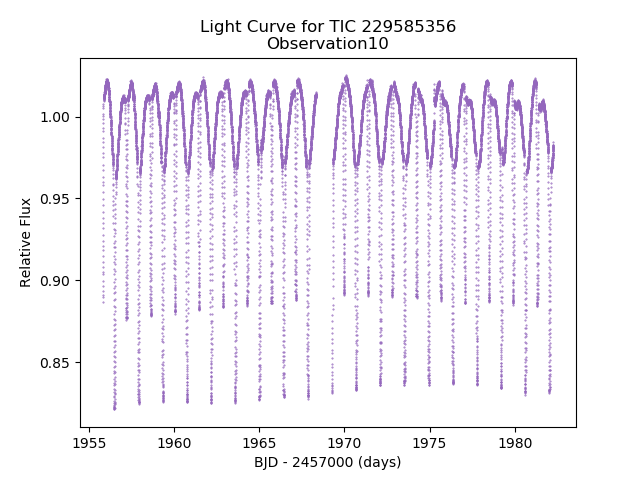 Light Curve for TIC 229585356
Observation10
1.00
0.95
0.90
0.85
Relative Flux
1955
1960
1965
1970
1975
1980
BJD - 2457000 (days)